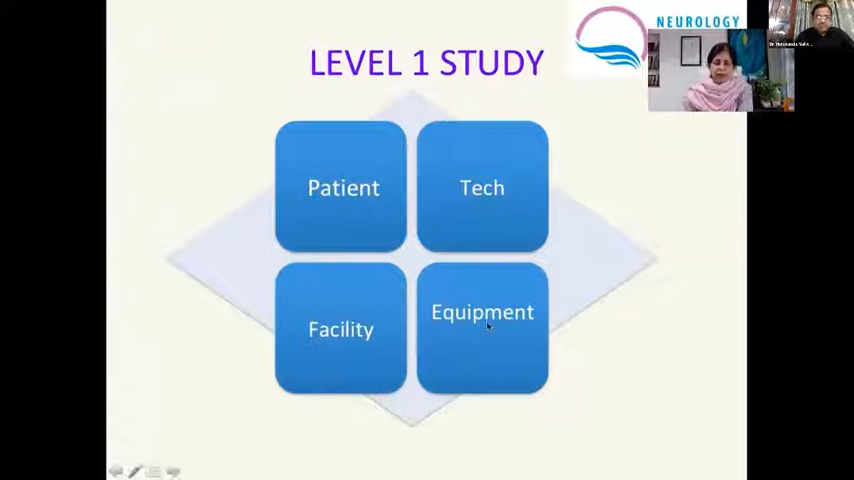 NEUROLOGY
LEVEL 1 STUDY
Patient
Tech
Facility
Equipment